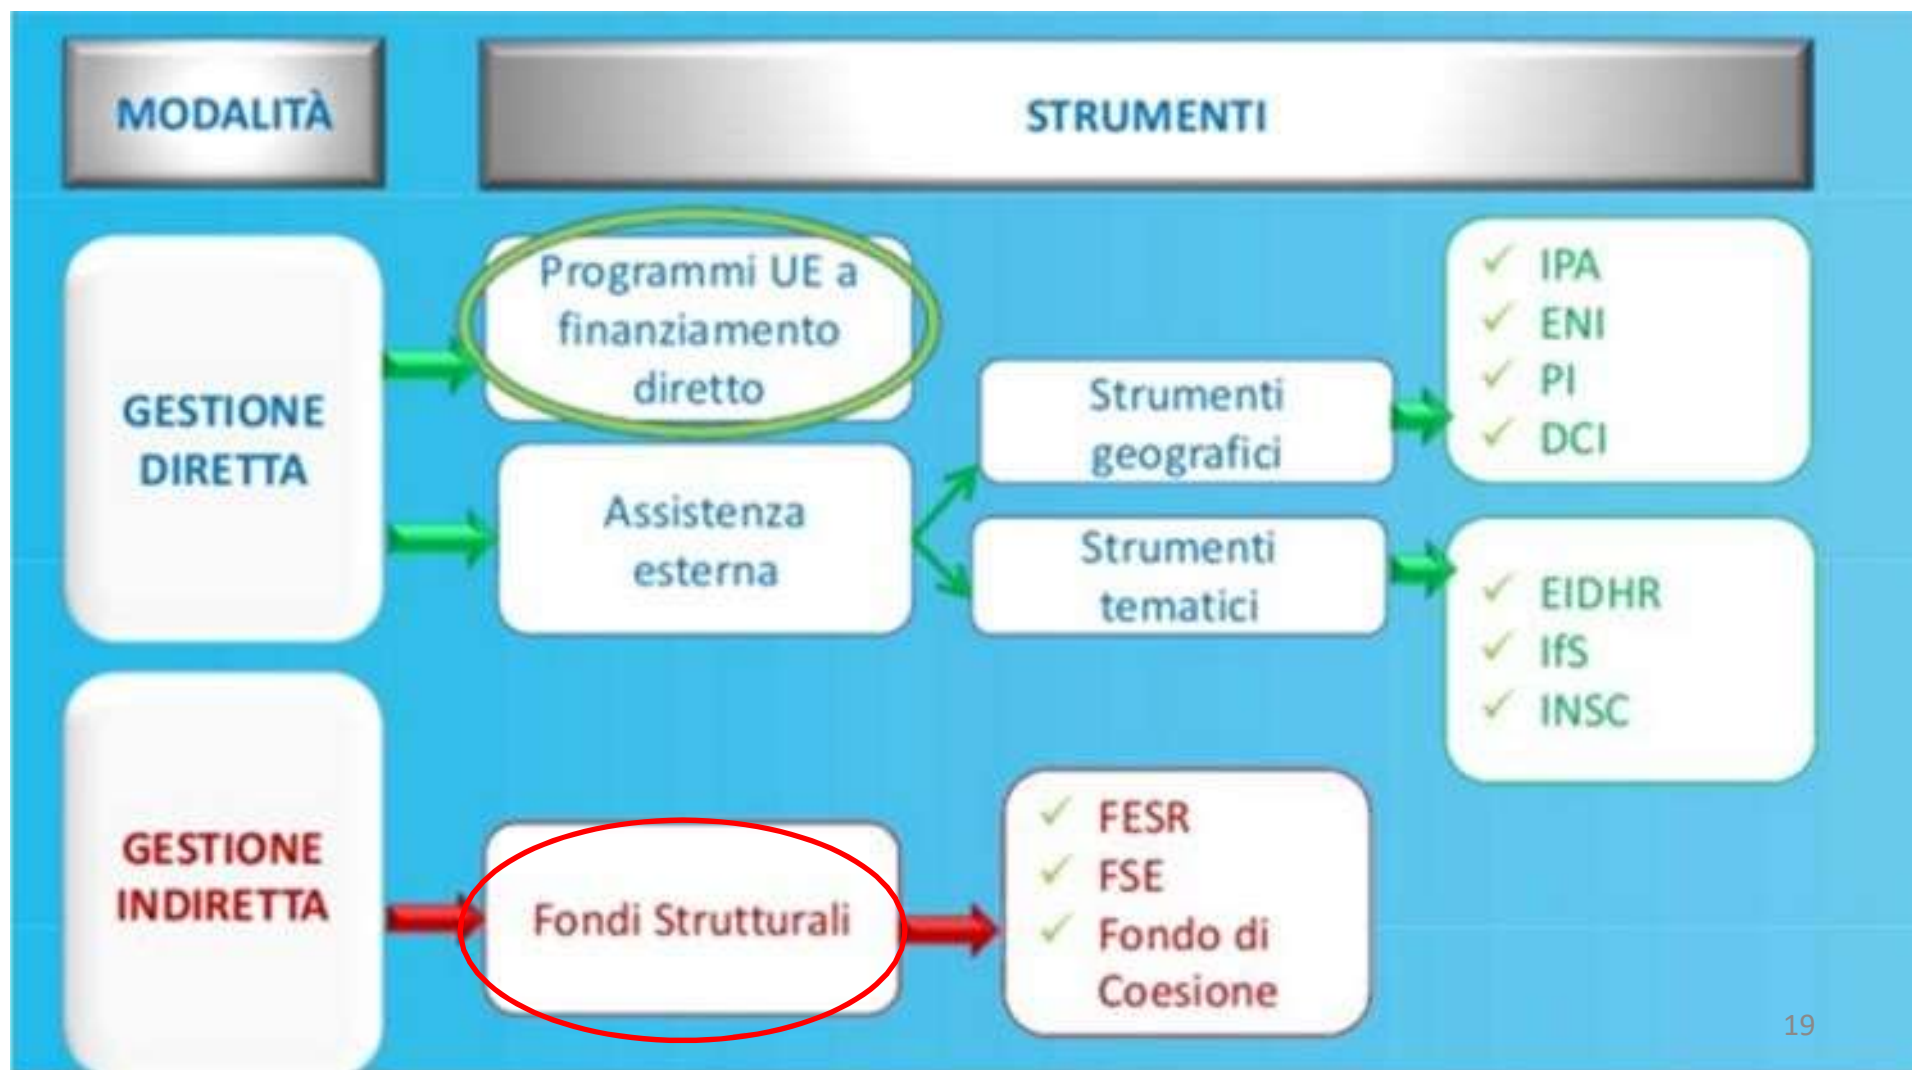 MODALITÀ
STRUMENTI
GESTIONE
DIRETTA
Programmi UE a
finanziamento
diretto
Assistenza
esterna
Strumenti
geografici
✓ IPA
✓ ENI
✓ PI
✓ DCI
Strumenti
tematici
✓ EIDHR
✓ IfS
✓ INSC
GESTIONE
INDIRETTA
Fondi Strutturali
✓ FESR
✓ FSE
✓ Fondo di
Coesione
19